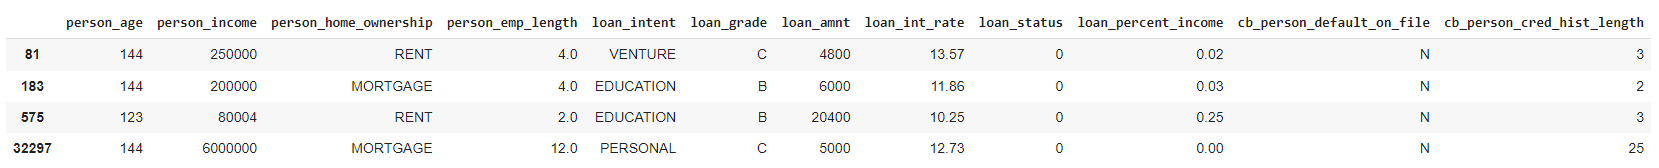 person_age person_income person_home_ownership person_emp_length loan_intent loan_grade loan_amnt loan_int_rate loan_status loan_percent_income cb_person_default_on_file cb_person_cred_hist_length
81 144 250000 RENT 4.0 VENTURE C 4800 13.57 0 0.02 N 3
183 144 200000 MORTGAGE 4.0 EDUCATION B 6000 11.86 0 0.03 N 2
575 123 80004 RENT 2.0 EDUCATION B 20400 10.25 0 0.25 N 3
32297 144 6000000 MORTGAGE 12.0 PERSONAL C 5000 12.73 0 0.00 N 25